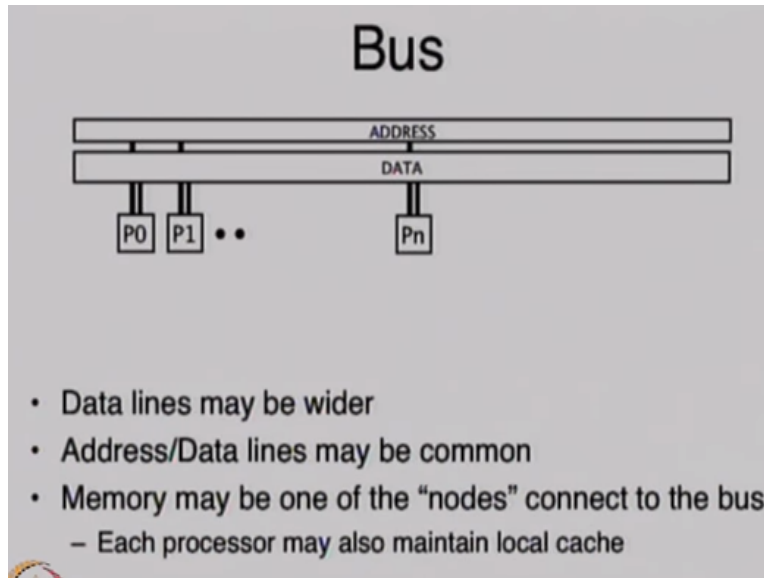 Bus
ADDRESS
DATA
P0 P1 • • Pn
• Data lines may be wider
• Address/Data lines may be common
• Memory may be one of the “nodes” connect to the bus
– Each processor may also maintain local cache